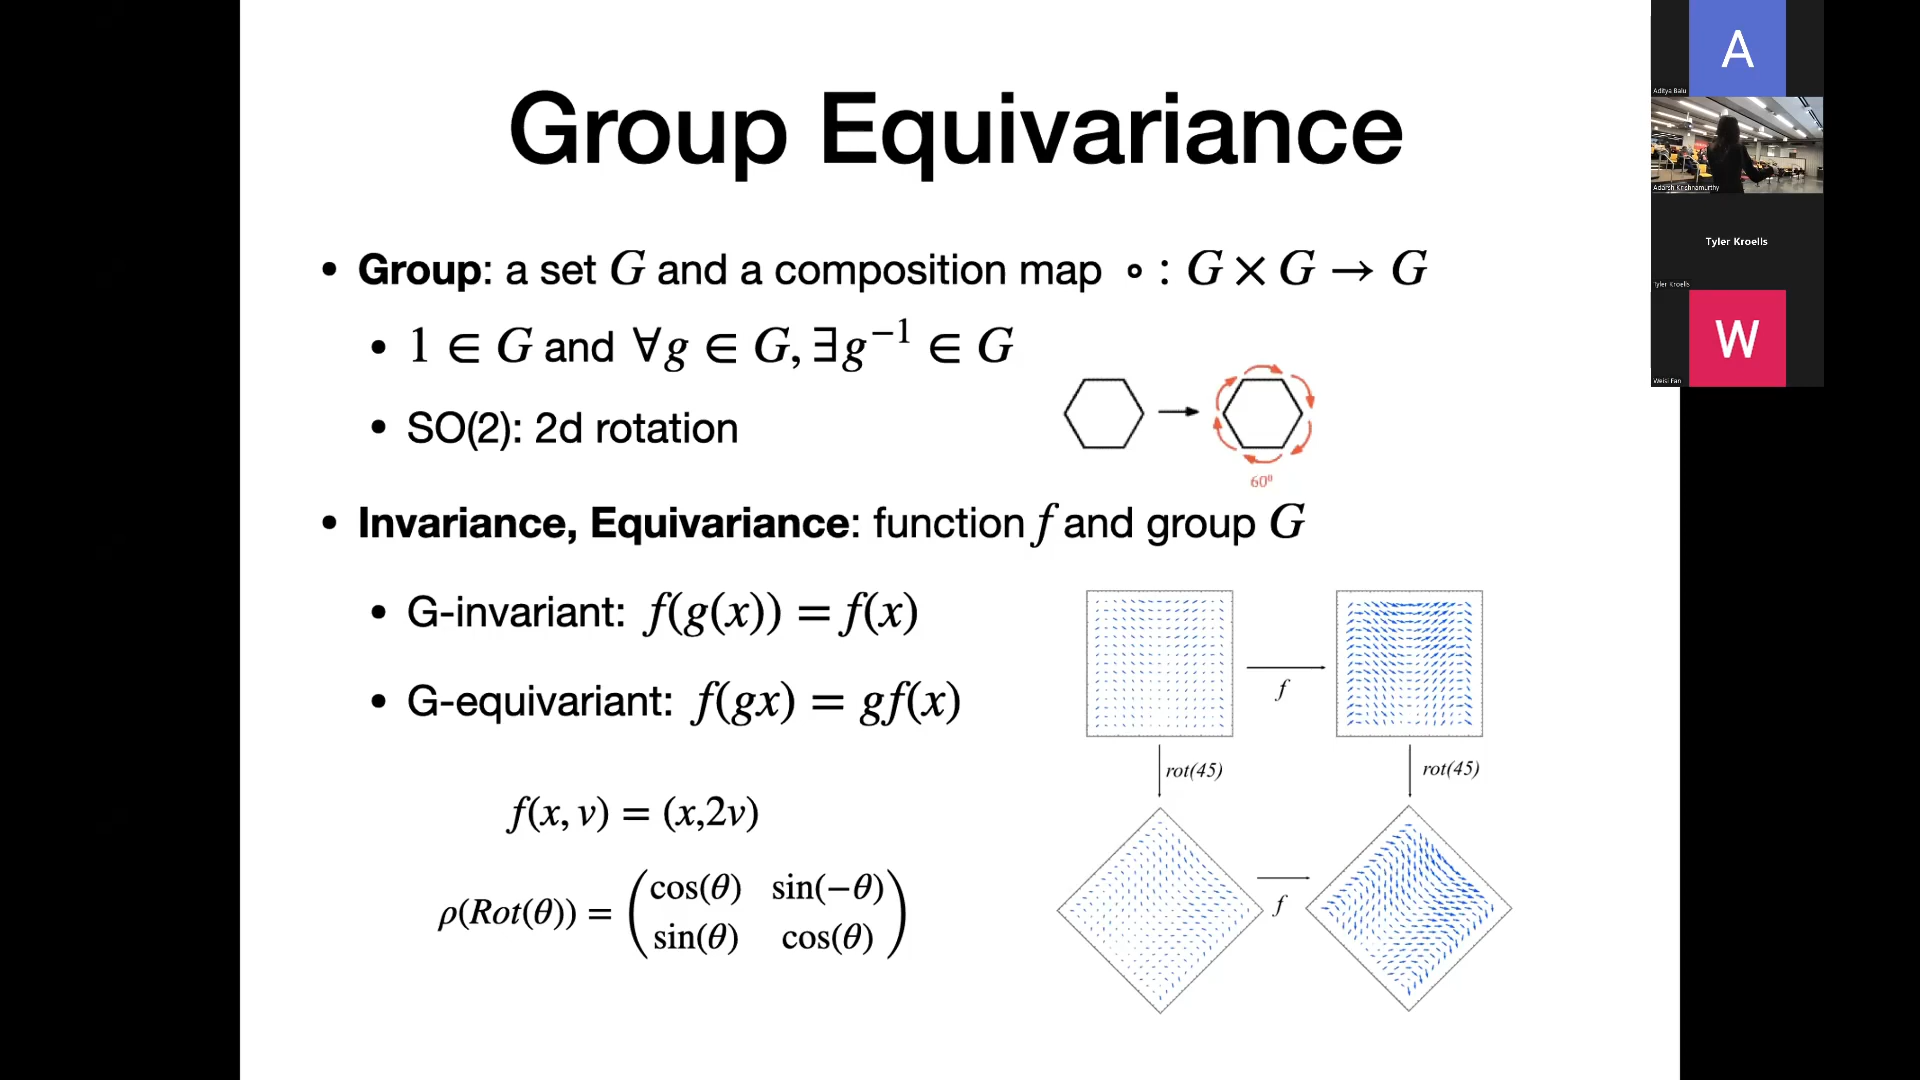 Group Equivariance
• Group: a set G and a composition map ∘ : G × G → G
• 1 ∈ G and ∀g ∈ G, ∃g⁻¹ ∈ G
• SO(2): 2d rotation
60⁰
• Invariance, Equivariance: function f and group G
• G-invariant: f(g(x)) = f(x)
• G-equivariant: f(gx) = gf(x)
f(x, v) = (x,2v)
ρ(Rot(θ)) = ( cos(θ) sin(−θ)
sin(θ) cos(θ) )
f
rot(45)
rot(45)
f
A
Aditya Balu
Adarsh Krishnamurthy
Tyler Kroells
Tyler Kroells
W
Weisi Fan